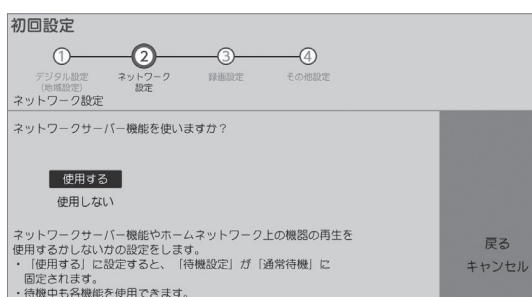 初回設定
1 2 3 4
デジタル設定 ネットワーク 録画設定 その他設定
(地域設定) 設定
ネットワーク設定
ネットワークサーバー機能を使いますか?
使用する
使用しない
ネットワークサーバー機能やホームネットワーク上の機器の再生を
使用するかしないかの設定をします。
・「使用する」に設定すると、「待機設定」が「通常待機」に
固定されます。
・待機中も各機能を使用できます。
戻る
キャンセル